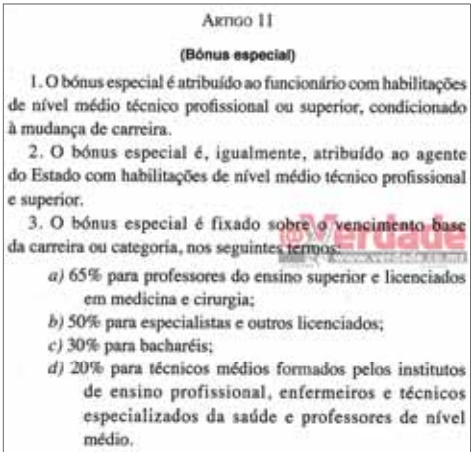 ARTIGO 11
(Bónus especial)
1. O bónus especial é atribuído ao funcionário com habilitações
de nível médio técnico profissional ou superior, condicionado
à mudança de carreira.
2. O bónus especial é, igualmente, atribuído ao agente
do Estado com habilitações de nível médio técnico profissional
e superior.
3. O bónus especial é fixado sobre o vencimento base
da carreira ou categoria, nos seguintes termos:
@Verdade
www.verdade.co.mz
a) 65% para professores do ensino superior e licenciados
em medicina e cirurgia;
b) 50% para especialistas e outros licenciados;
c) 30% para bacharéis;
d) 20% para técnicos médios formados pelos institutos
de ensino profissional, enfermeiros e técnicos
especializados da saúde e professores de nível
médio.